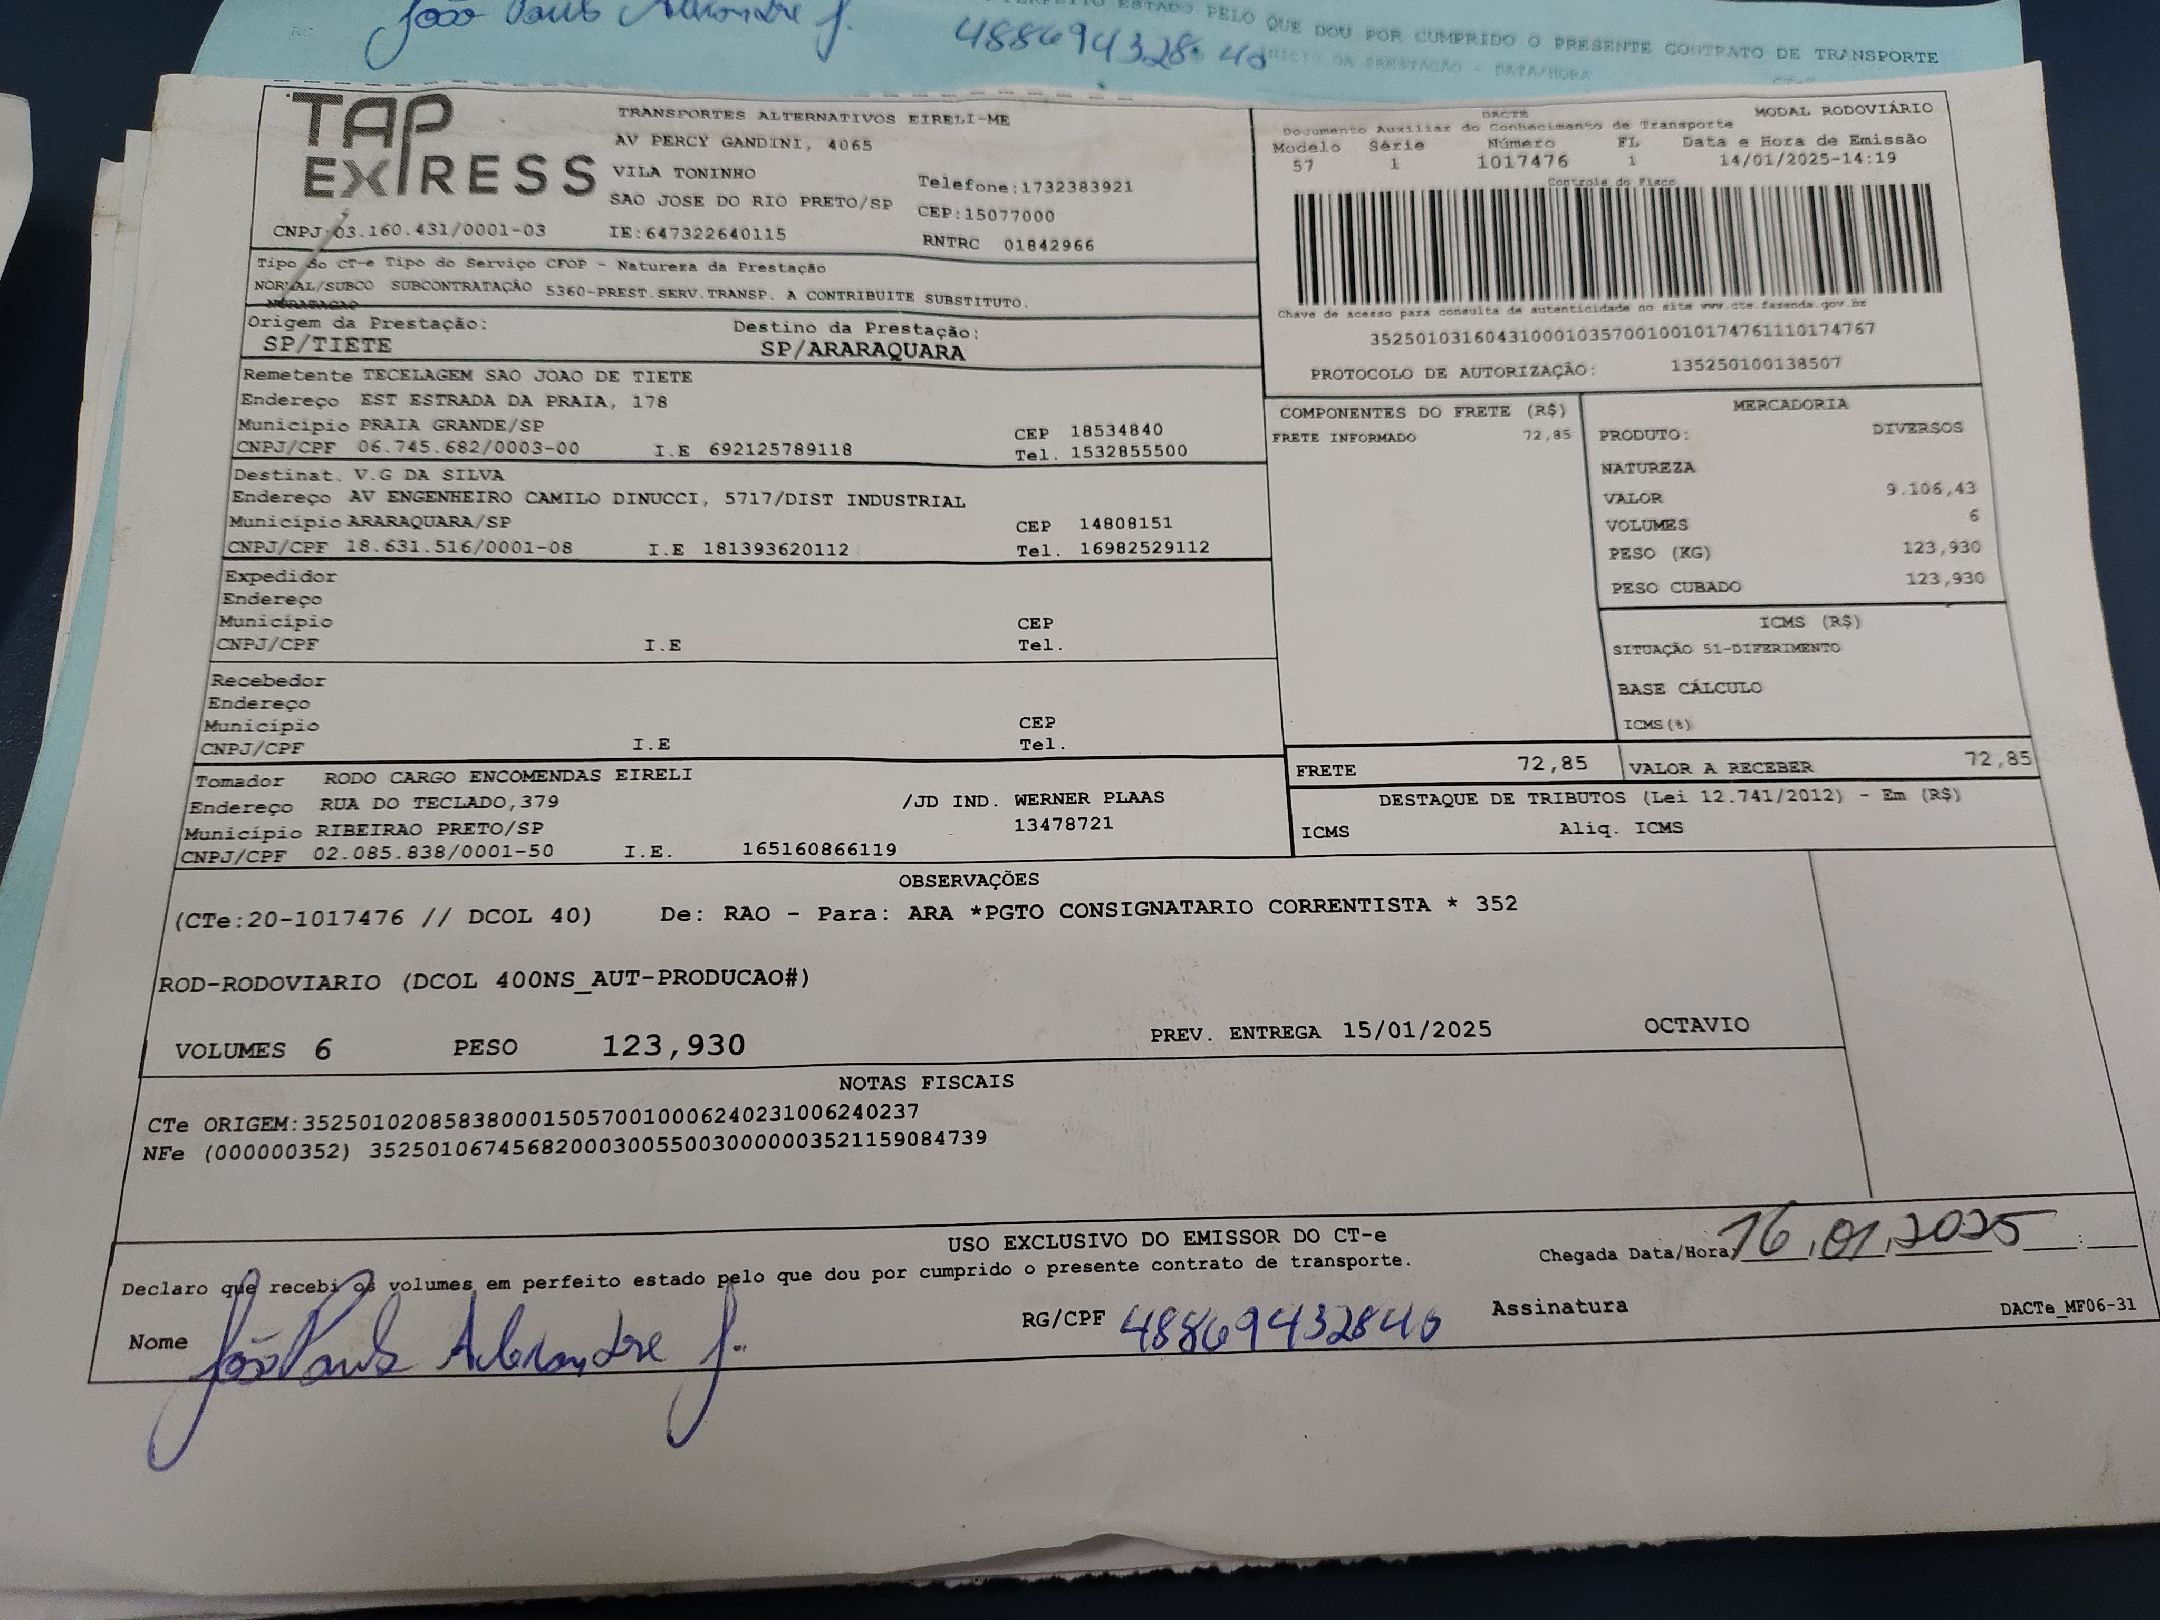 João Paulo Alexandre J.
488694328 40
PERFEITO ESTADO PELO QUE DOU POR CUMPRIDO O PRESENTE CONTRATO DE TRANSPORTE
INICIO DA PRESTAÇÃO - DATA/HORA
TAP EXPRESS
TRANSPORTES ALTERNATIVOS EIRELI-ME
AV PERCY GANDINI, 4065
VILA TONINHO
Telefone:1732383921
SAO JOSE DO RIO PRETO/SP
CEP:15077000
CNPJ:03.160.431/0001-03 IE:647322640115 RNTRC 01842966
DACTE MODAL RODOVIÁRIO
Documento Auxiliar do Conhecimento de Transporte
Modelo Série Número FL Data e Hora de Emissão
57 1 1017476 1 14/01/2025-14:19
Controle do Fisco
Chave de acesso para consulta de autenticidade no site www.cte.fazenda.gov.br
35250103160431000103570010010174761110174767
PROTOCOLO DE AUTORIZAÇÃO: 135250100138507
Tipo do CT-e Tipo do Serviço CFOP - Natureza da Prestação
NORMAL/SUBCO SUBCONTRATAÇÃO 5360-PREST.SERV.TRANSP. A CONTRIBUITE SUBSTITUTO.
NTRATACAO
Origem da Prestação: Destino da Prestação:
SP/TIETE SP/ARARAQUARA
Remetente TECELAGEM SAO JOAO DE TIETE
Endereço EST ESTRADA DA PRAIA, 178
Município PRAIA GRANDE/SP CEP 18534840
CNPJ/CPF 06.745.682/0003-00 I.E 692125789118 Tel. 1532855500
Destinat. V.G DA SILVA
Endereço AV ENGENHEIRO CAMILO DINUCCI, 5717/DIST INDUSTRIAL
Município ARARAQUARA/SP CEP 14808151
CNPJ/CPF 18.631.516/0001-08 I.E 181393620112 Tel. 16982529112
Expedidor
Endereço
Município CEP
CNPJ/CPF I.E Tel.
Recebedor
Endereço
Município CEP
CNPJ/CPF I.E Tel.
Tomador RODO CARGO ENCOMENDAS EIRELI
Endereço RUA DO TECLADO,379 /JD IND. WERNER PLAAS
Município RIBEIRAO PRETO/SP 13478721
CNPJ/CPF 02.085.838/0001-50 I.E. 165160866119
COMPONENTES DO FRETE (R$)
FRETE INFORMADO 72,85
MERCADORIA
PRODUTO: DIVERSOS
NATUREZA
VALOR 9.106,43
VOLUMES 6
PESO (KG) 123,930
PESO CUBADO 123,930
ICMS (R$)
SITUAÇÃO 51-DIFERIMENTO
BASE CÁLCULO
ICMS(%)
FRETE 72,85 VALOR A RECEBER 72,85
DESTAQUE DE TRIBUTOS (Lei 12.741/2012) - Em (R$)
ICMS Aliq. ICMS
OBSERVAÇÕES
(CTe:20-1017476 // DCOL 40) De: RAO - Para: ARA *PGTO CONSIGNATARIO CORRENTISTA * 352
ROD-RODOVIARIO (DCOL 400NS_AUT-PRODUCAO#)
VOLUMES 6 PESO 123,930 PREV. ENTREGA 15/01/2025 OCTAVIO
NOTAS FISCAIS
CTe ORIGEM:35250102085838000150570010006240231006240237
NFe (000000352) 35250106745682000300550030000003521159084739
USO EXCLUSIVO DO EMISSOR DO CT-e
Chegada Data/Hora 16.01.2025 :
Declaro que recebi os volumes em perfeito estado pelo que dou por cumprido o presente contrato de transporte.
Nome João Paulo Alexandre J. RG/CPF 48869432840 Assinatura
DACTe_MF06-31